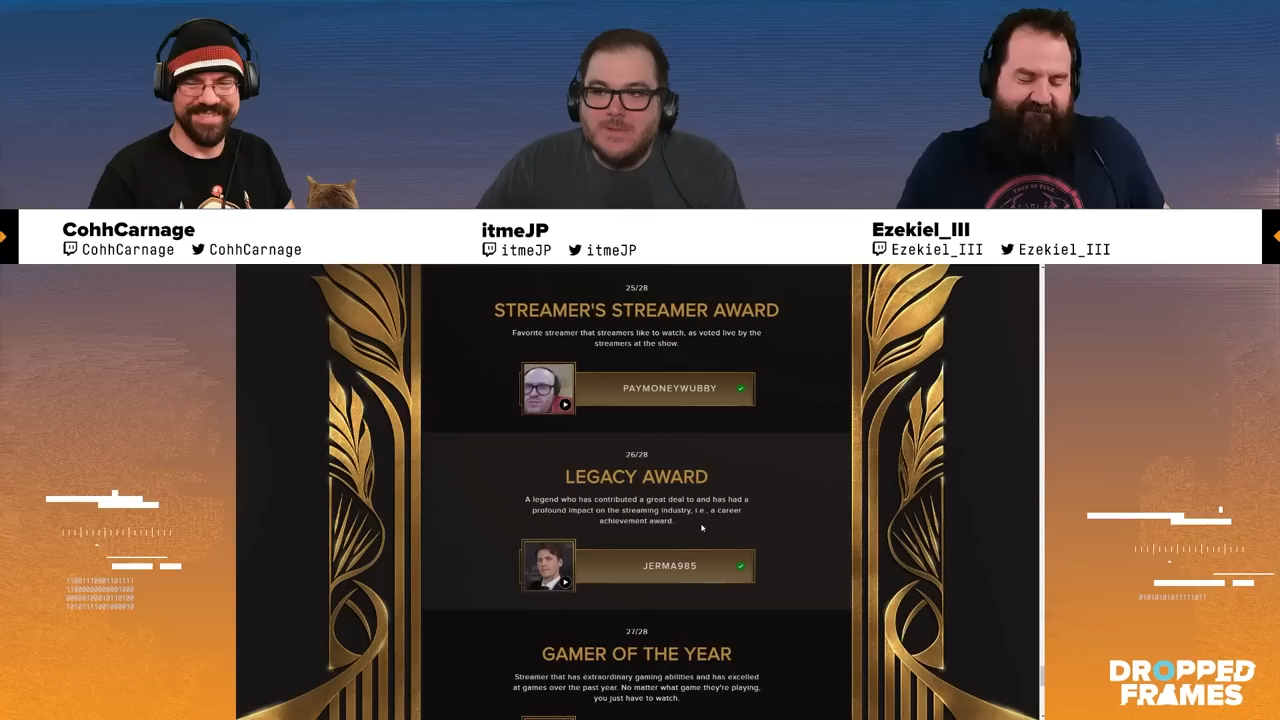 THIS IS FINE.
CohhCarnage
CohhCarnage CohhCarnage
itmeJP
itmeJP itmeJP
Ezekiel_III
Ezekiel_III Ezekiel_III
25/28
STREAMER'S STREAMER AWARD
Favorite streamer that streamers like to watch, as voted live by the
streamers at the show.
PAYMONEYWUBBY
26/28
LEGACY AWARD
A legend who has contributed a great deal to and has had a
profound impact on the streaming industry, i.e., a career
achievement award.
JERMA985
27/28
GAMER OF THE YEAR
Streamer that has extraordinary gaming abilities and has excelled
at games over the past year. No matter what game they're playing,
you just have to watch.
DROPPED
FRAMES